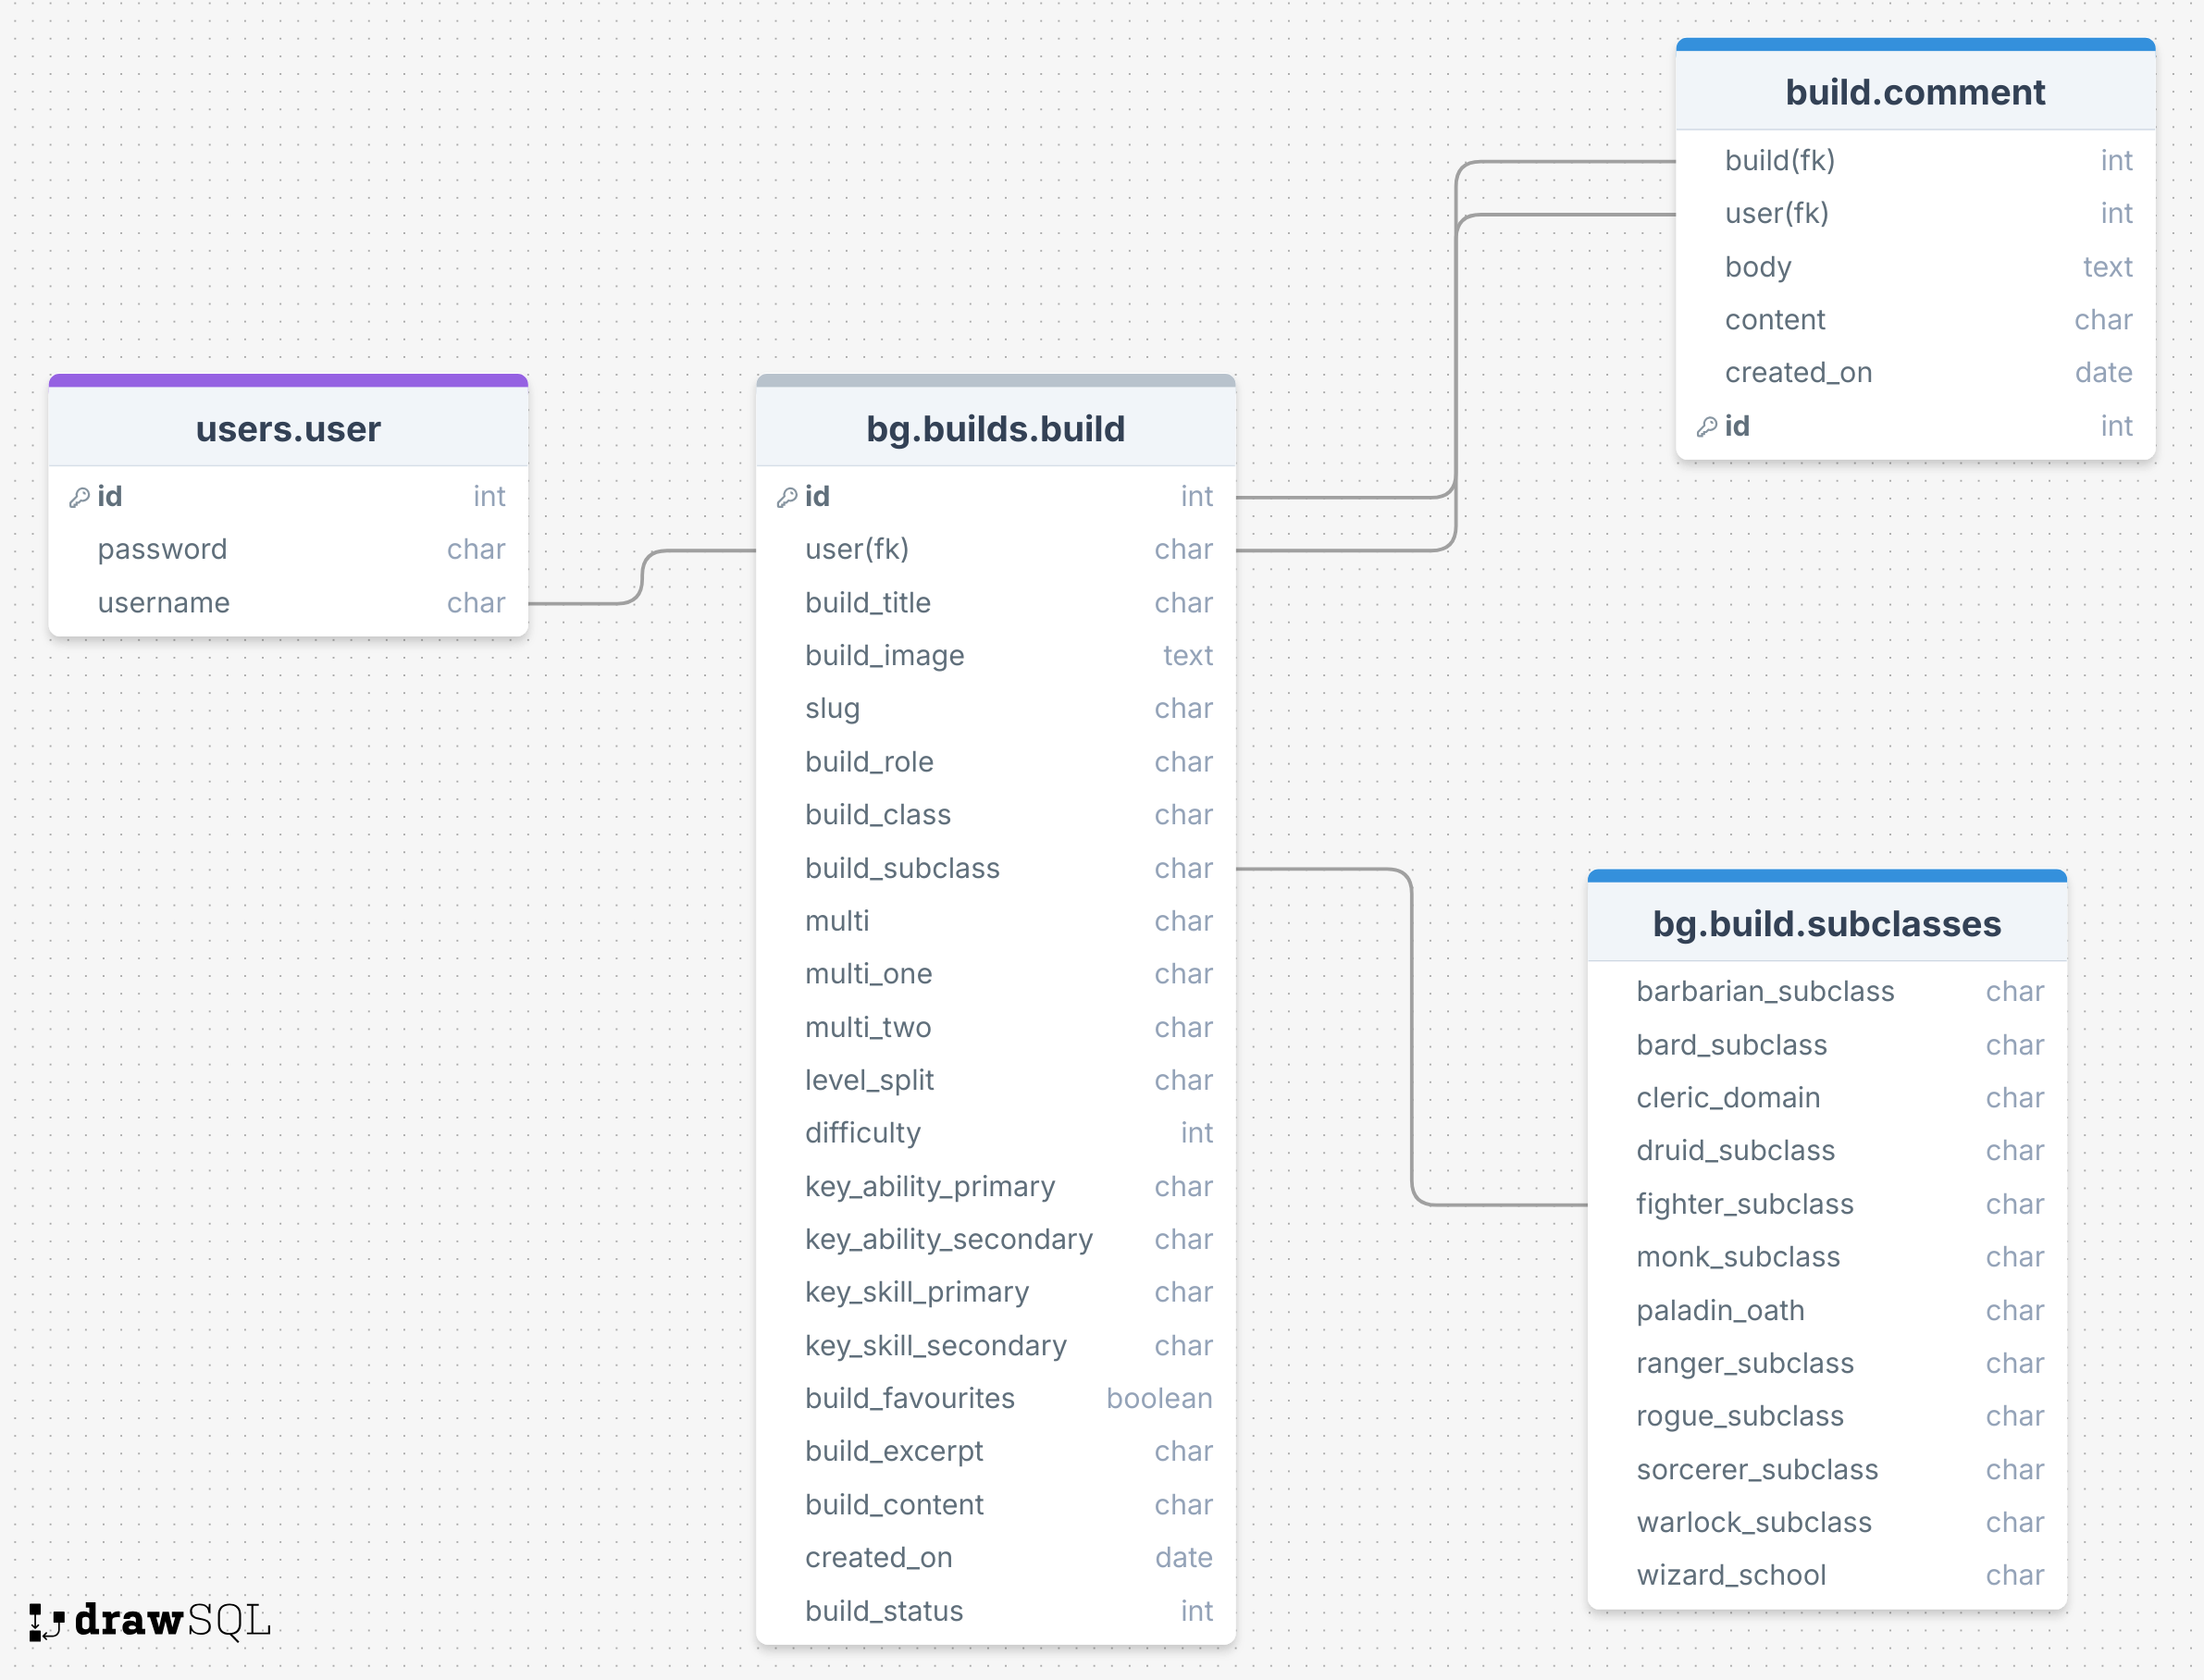 users.user
id int
password char
username char
bg.builds.build
id int
user(fk) char
build_title char
build_image text
slug char
build_role char
build_class char
build_subclass char
multi char
multi_one char
multi_two char
level_split char
difficulty int
key_ability_primary char
key_ability_secondary char
key_skill_primary char
key_skill_secondary char
build_favourites boolean
build_excerpt char
build_content char
created_on date
build_status int
build.comment
build(fk) int
user(fk) int
body text
content char
created_on date
id int
bg.build.subclasses
barbarian_subclass char
bard_subclass char
cleric_domain char
druid_subclass char
fighter_subclass char
monk_subclass char
paladin_oath char
ranger_subclass char
rogue_subclass char
sorcerer_subclass char
warlock_subclass char
wizard_school char
drawSQL